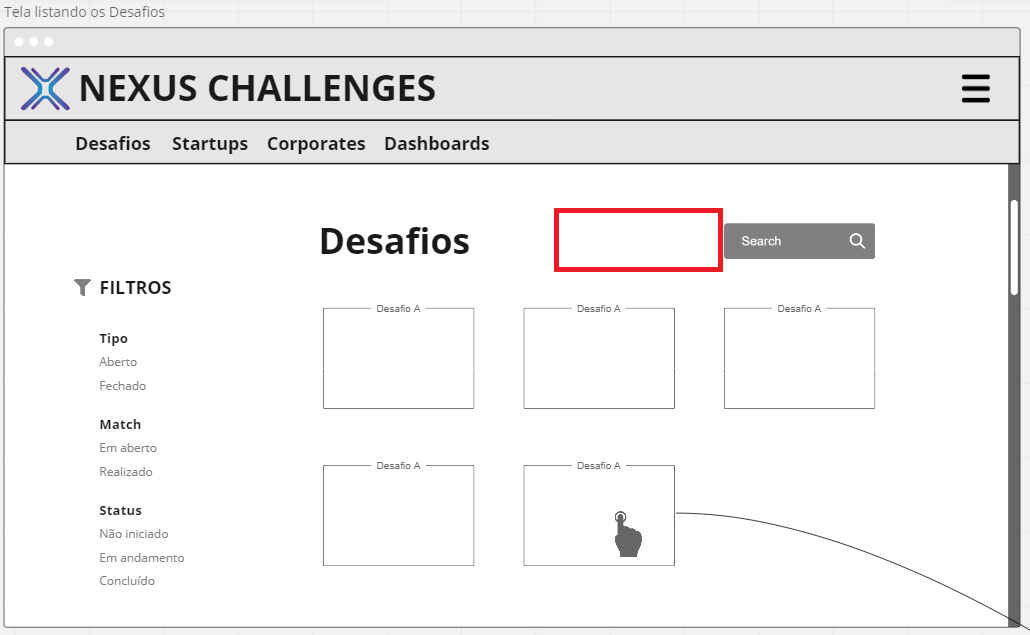 Tela listando os Desafios
NEXUS CHALLENGES
Desafios Startups Corporates Dashboards
Desafios
Search
FILTROS
Tipo
Aberto
Fechado
Match
Em aberto
Realizado
Status
Não iniciado
Em andamento
Concluído
Desafio A Desafio A Desafio A
Desafio A Desafio A